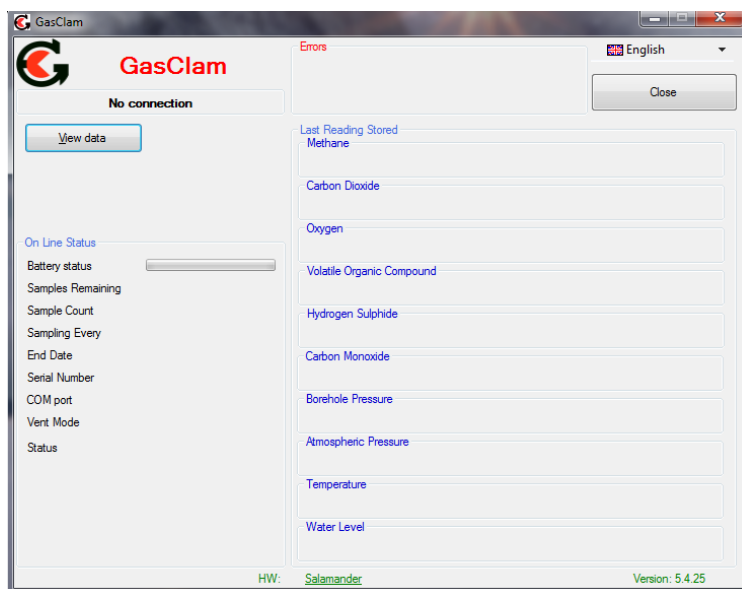 GasClam
GasClam
No connection
View data
Errors
English
Close
On Line Status
Battery status
Samples Remaining
Sample Count
Sampling Every
End Date
Serial Number
COM port
Vent Mode
Status
Last Reading Stored
Methane
Carbon Dioxide
Oxygen
Volatile Organic Compound
Hydrogen Sulphide
Carbon Monoxide
Borehole Pressure
Atmospheric Pressure
Temperature
Water Level
HW: Salamander Version: 5.4.25